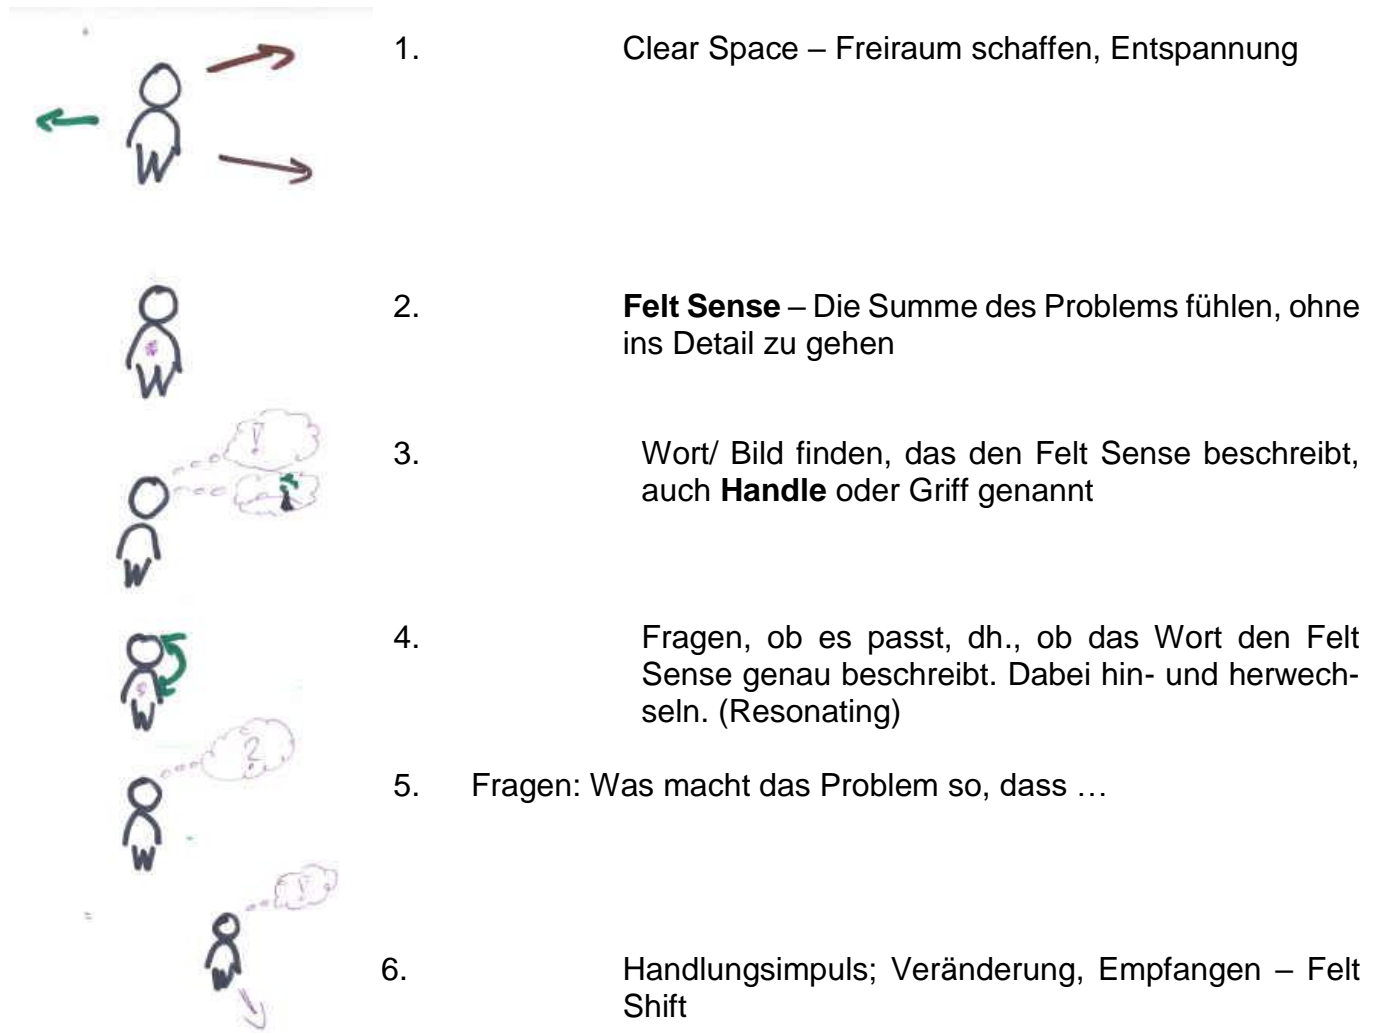 1. Clear Space – Freiraum schaffen, Entspannung
2. Felt Sense – Die Summe des Problems fühlen, ohne
ins Detail zu gehen
!
3. Wort/ Bild finden, das den Felt Sense beschreibt,
auch Handle oder Griff genannt
4. Fragen, ob es passt, dh., ob das Wort den Felt
Sense genau beschreibt. Dabei hin- und herwech-
seln. (Resonating)
?
5. Fragen: Was macht das Problem so, dass …
!
6. Handlungsimpuls; Veränderung, Empfangen – Felt
Shift